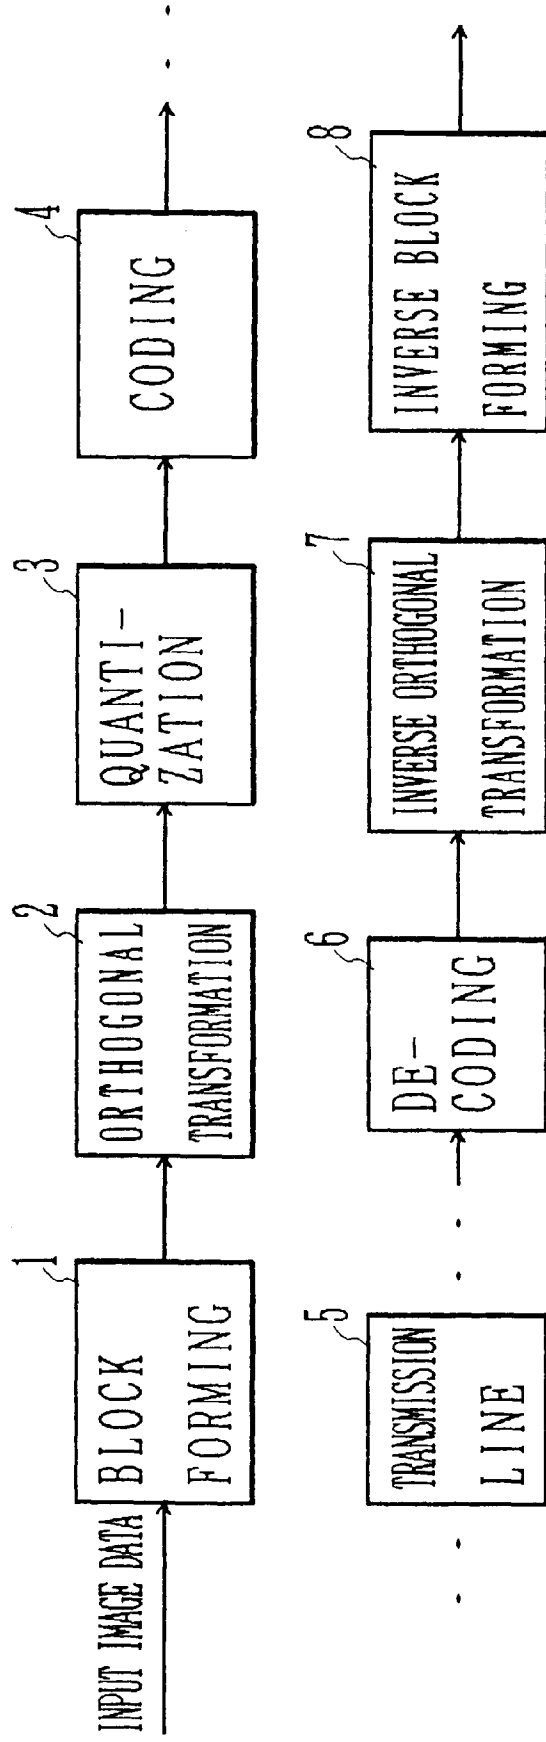 INPUT IMAGE DATA
1
BLOCK
FORMING
2
ORTHOGONAL
TRANSFORMATION
3
QUANTI-
ZATION
4
CODING
5
TRANSMISSION
LINE
6
DE-
CODING
7
INVERSE ORTHOGONAL
TRANSFORMATION
8
INVERSE BLOCK
FORMING